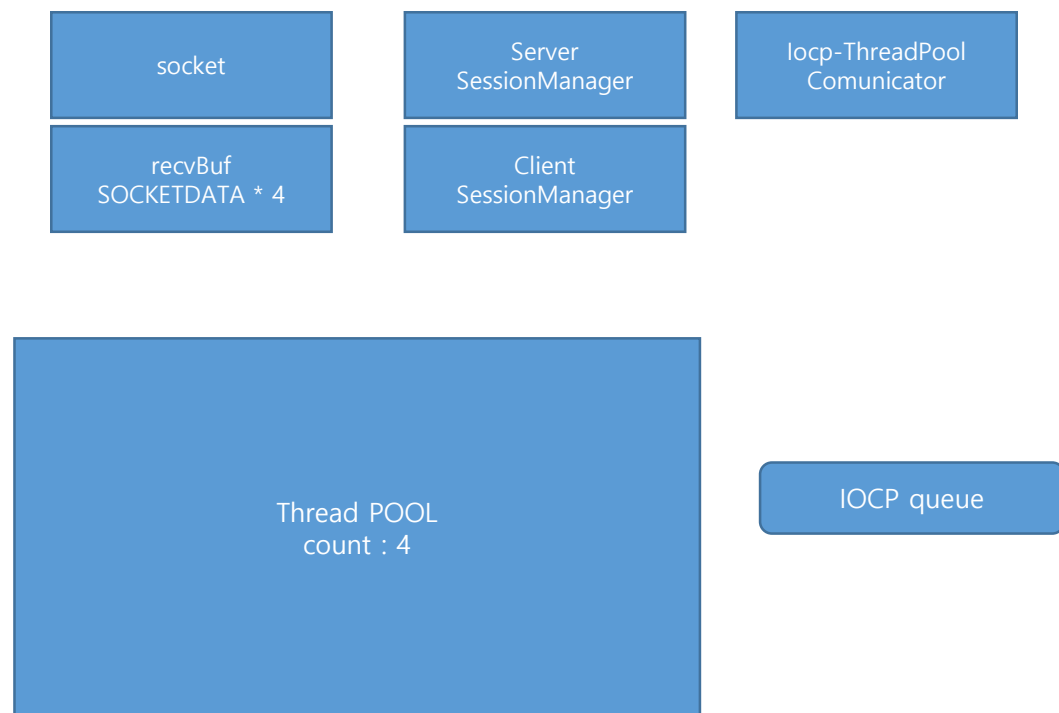 socket
Server
SessionManager
Iocp-ThreadPool
Comunicator
recvBuf
SOCKETDATA * 4
Client
SessionManager
Thread POOL
count : 4
IOCP queue